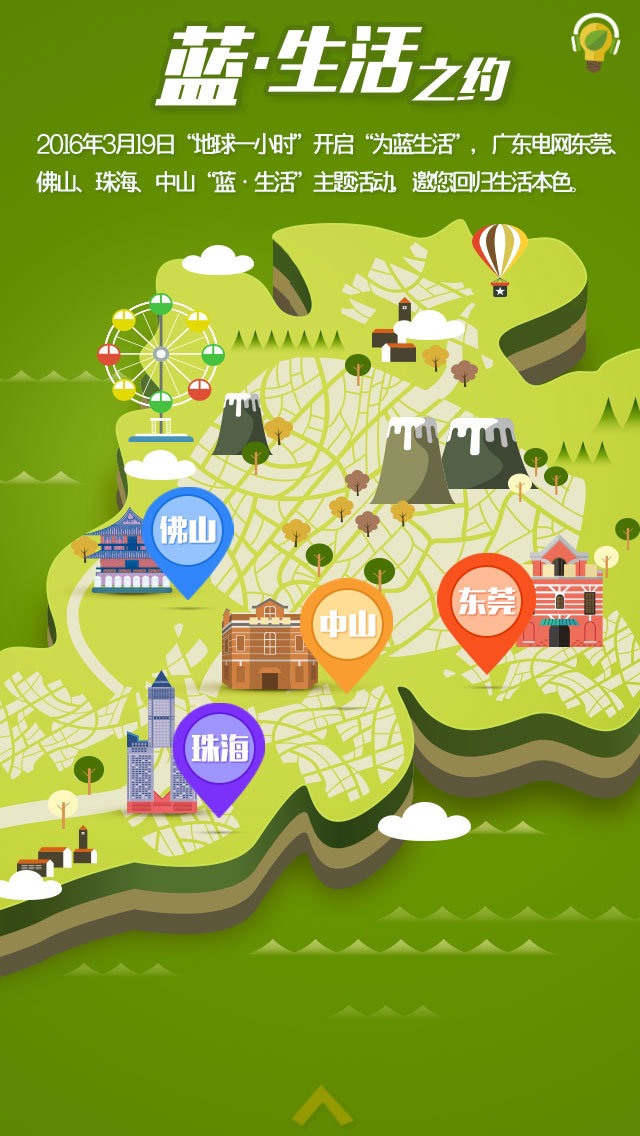 蓝·生活之约
2016年3月19日“地球一小时”开启“为蓝生活”，广东电网东莞、
佛山、珠海、中山“蓝·生活”主题活动，邀您回归生活本色。
佛山
中山
东莞
珠海